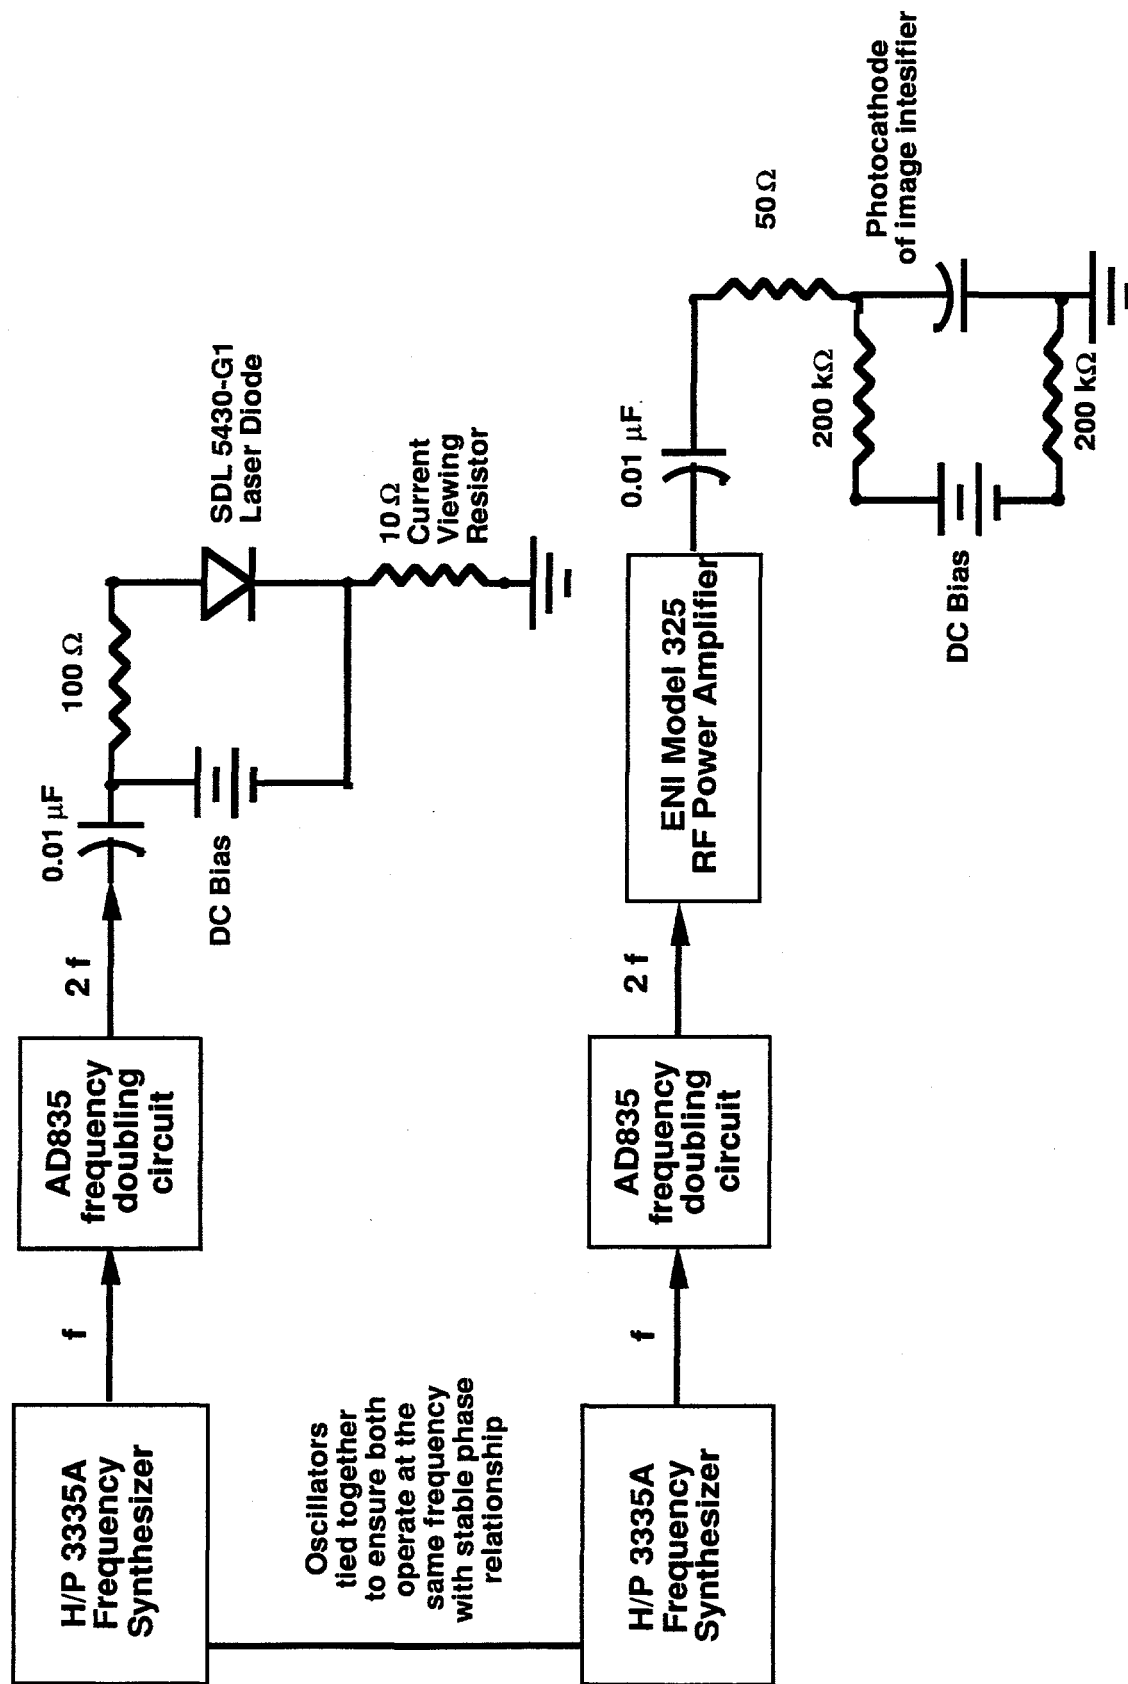 H/P 3335A
Frequency
Synthesizer
f
AD835
frequency
doubling
circuit
2 f
0.01 μF
DC Bias
100 Ω
SDL 5430-G1
Laser Diode
10 Ω
Current
Viewing
Resistor
Oscillators
tied together
to ensure both
operate at the
same frequency
with stable phase
relationship
H/P 3335A
Frequency
Synthesizer
f
AD835
frequency
doubling
circuit
2 f
ENI Model 325
RF Power Amplifier
0.01 μF.
50 Ω
200 kΩ
DC Bias
200 kΩ
Photocathode
of image intesifier